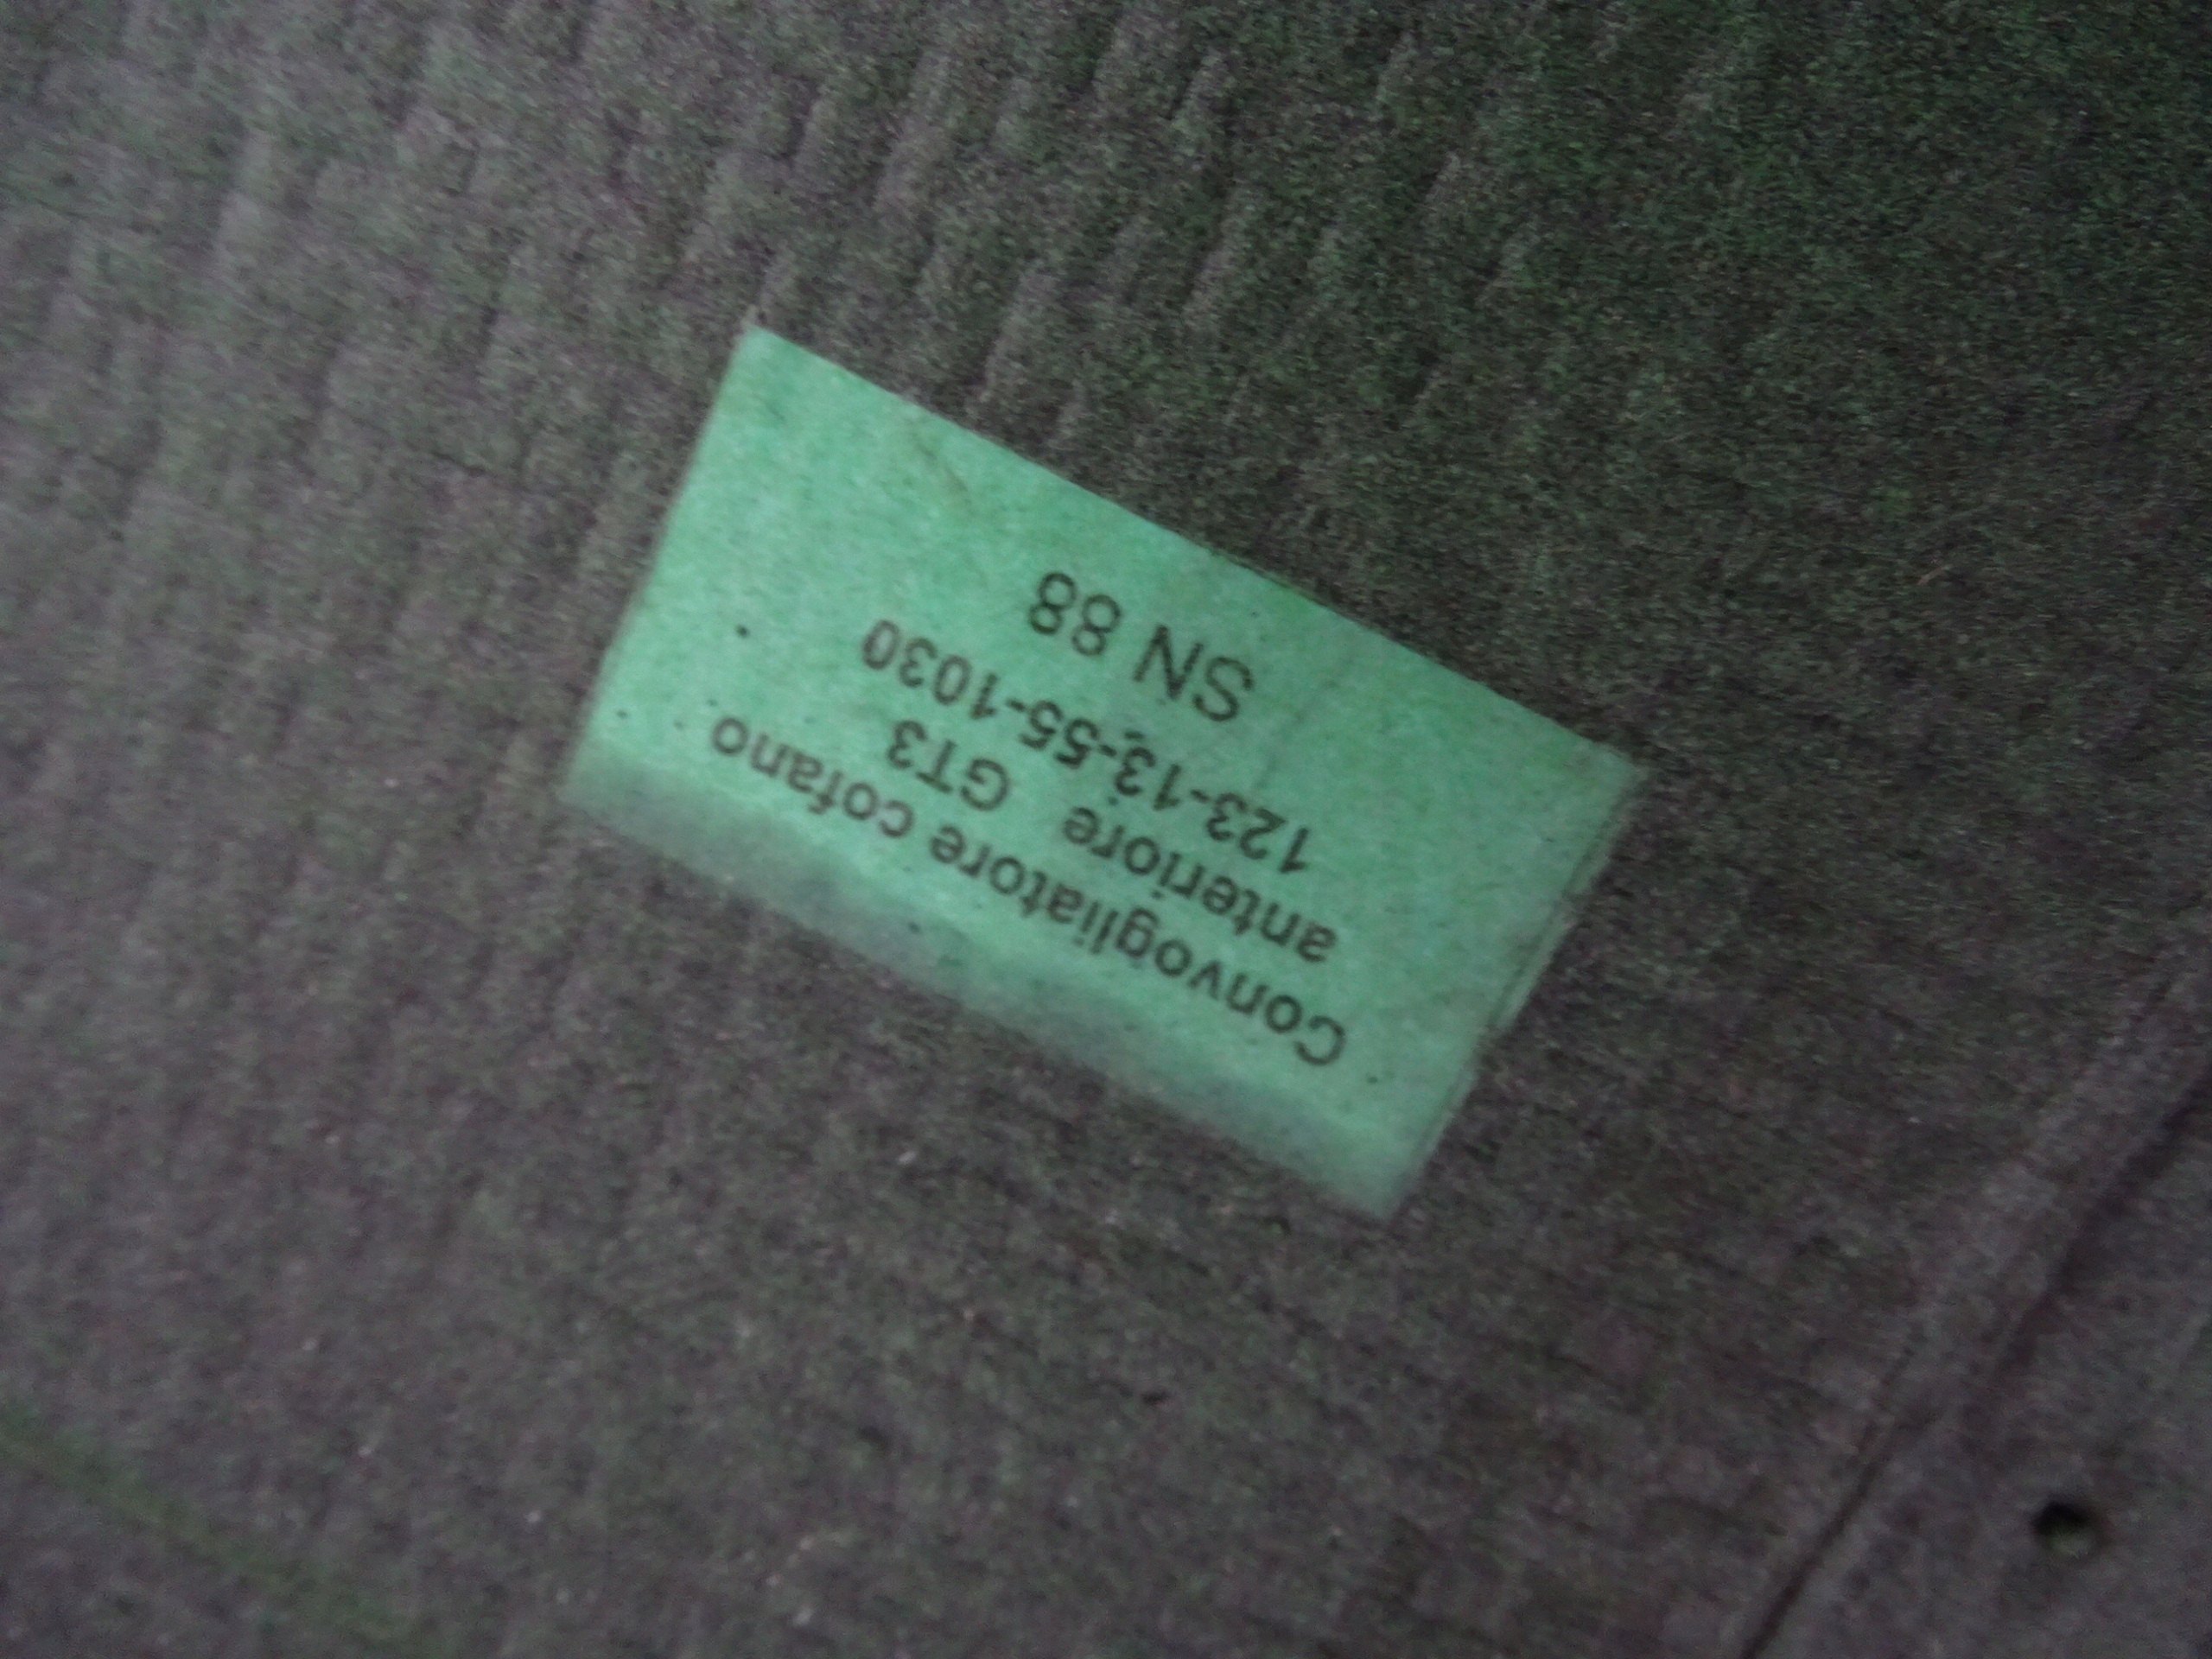 Convogliatore cofano
anteriore GT3
123-13-55-1030
SN 88